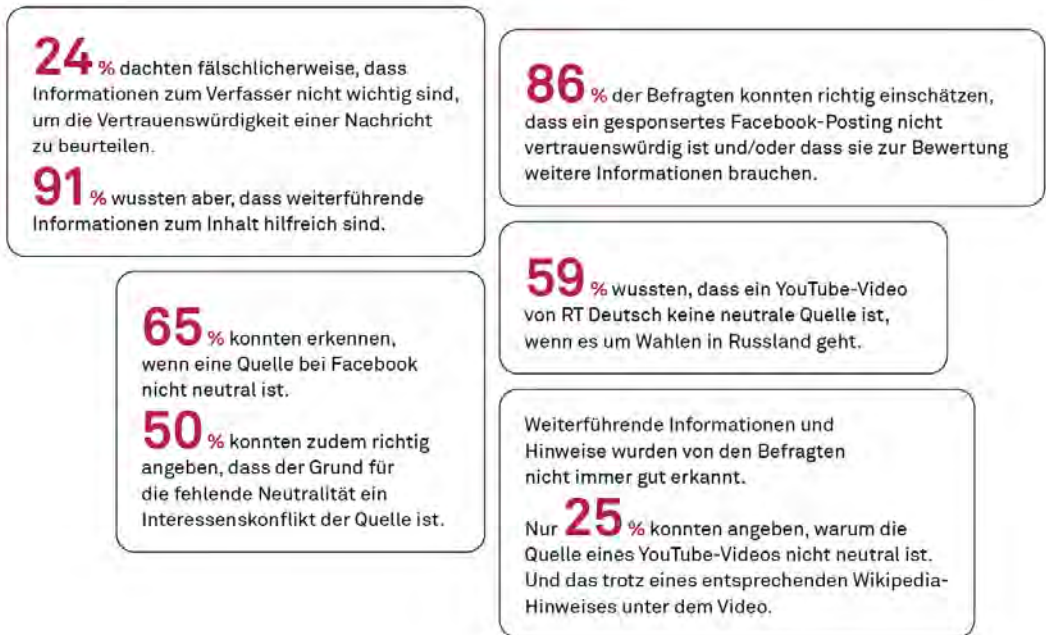 24 % dachten fälschlicherweise, dass
Informationen zum Verfasser nicht wichtig sind,
um die Vertrauenswürdigkeit einer Nachricht
zu beurteilen.
91 % wussten aber, dass weiterführende
Informationen zum Inhalt hilfreich sind.
86 % der Befragten konnten richtig einschätzen,
dass ein gesponsertes Facebook-Posting nicht
vertrauenswürdig ist und/oder dass sie zur Bewertung
weitere Informationen brauchen.
65 % konnten erkennen,
wenn eine Quelle bei Facebook
nicht neutral ist.
50 % konnten zudem richtig
angeben, dass der Grund für
die fehlende Neutralität ein
Interessenskonflikt der Quelle ist.
59 % wussten, dass ein YouTube-Video
von RT Deutsch keine neutrale Quelle ist,
wenn es um Wahlen in Russland geht.
Weiterführende Informationen und
Hinweise wurden von den Befragten
nicht immer gut erkannt.
Nur 25 % konnten angeben, warum die
Quelle eines YouTube-Videos nicht neutral ist.
Und das trotz eines entsprechenden Wikipedia-
Hinweises unter dem Video.